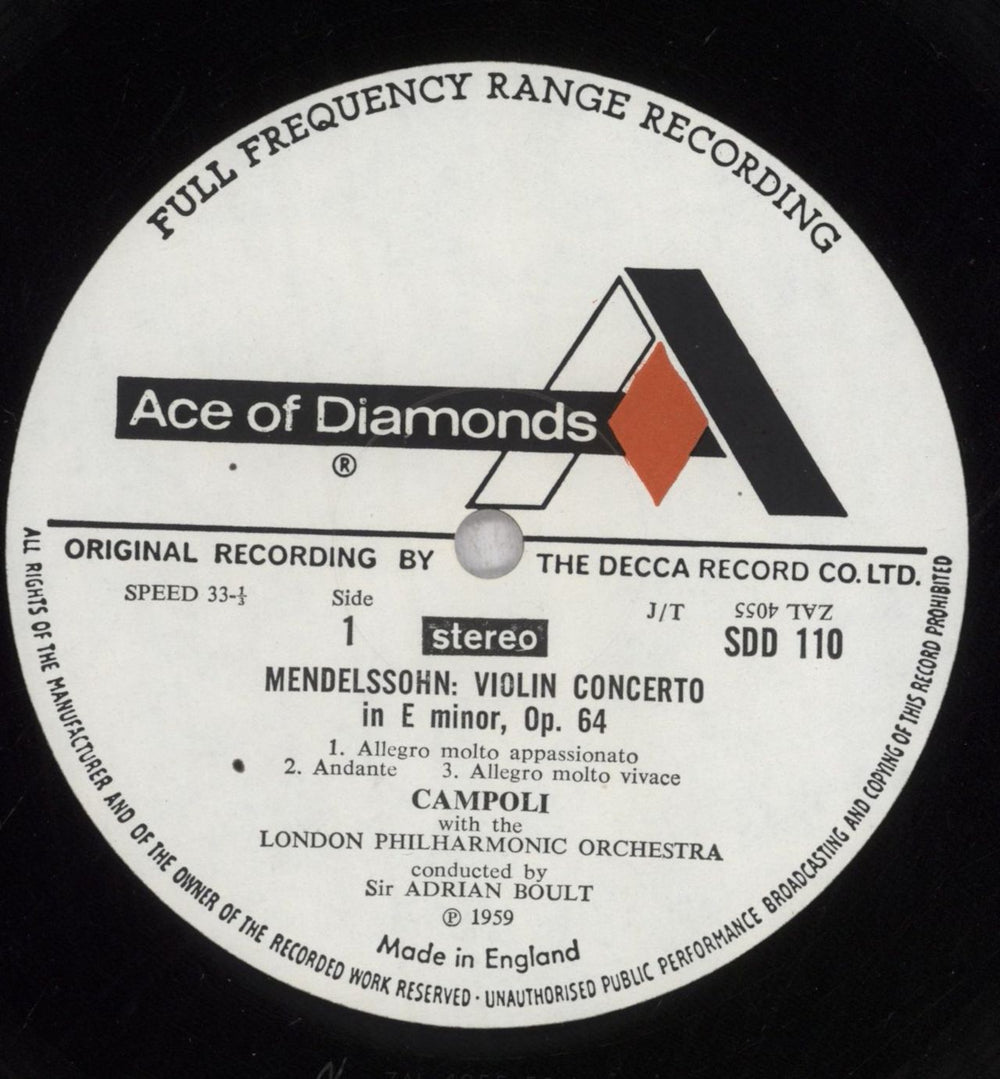 FULL FREQUENCY RANGE RECORDING
Ace of Diamonds
®
ORIGINAL RECORDING BY THE DECCA RECORD CO. LTD.
SPEED 33-⅓ Side J/T ZAL 4055
1 stereo SDD 110
MENDELSSOHN: VIOLIN CONCERTO
in E minor, Op. 64
1. Allegro molto appassionato
2. Andante 3. Allegro molto vivace
CAMPOLI
with the
LONDON PHILHARMONIC ORCHESTRA
conducted by
Sir ADRIAN BOULT
℗ 1959
Made in England
ALL RIGHTS OF THE MANUFACTURER AND OF THE OWNER OF THE RECORDED WORK RESERVED · UNAUTHORISED PUBLIC PERFORMANCE BROADCASTING AND COPYING OF THIS RECORD PROHIBITED